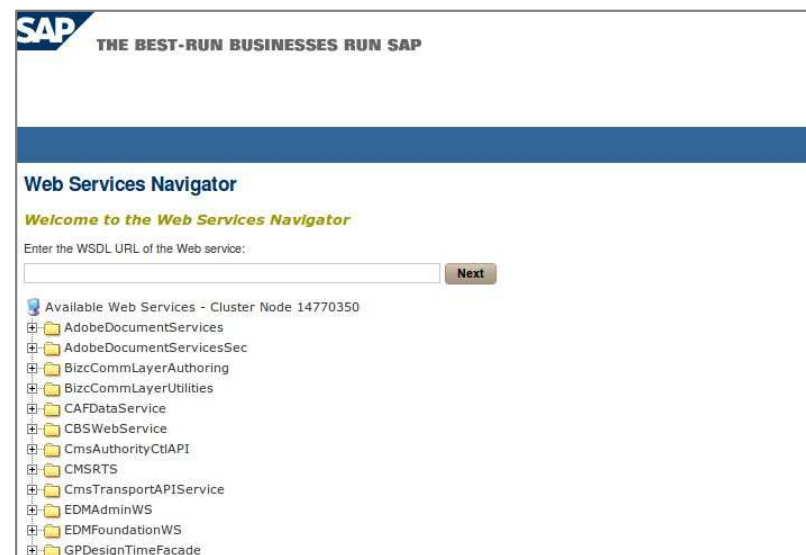 SAP
THE BEST-RUN BUSINESSES RUN SAP
Web Services Navigator
Welcome to the Web Services Navigator
Enter the WSDL URL of the Web service:
Next
Available Web Services - Cluster Node 14770350
AdobeDocumentServices
AdobeDocumentServicesSec
BizcCommLayerAuthoring
BizcCommLayerUtilities
CAFDataService
CBSWebService
CmsAuthorityCtlAPI
CMSRTS
CmsTransportAPIService
EDMAdminWS
EDMFoundationWS
GPDesignTimeFacade